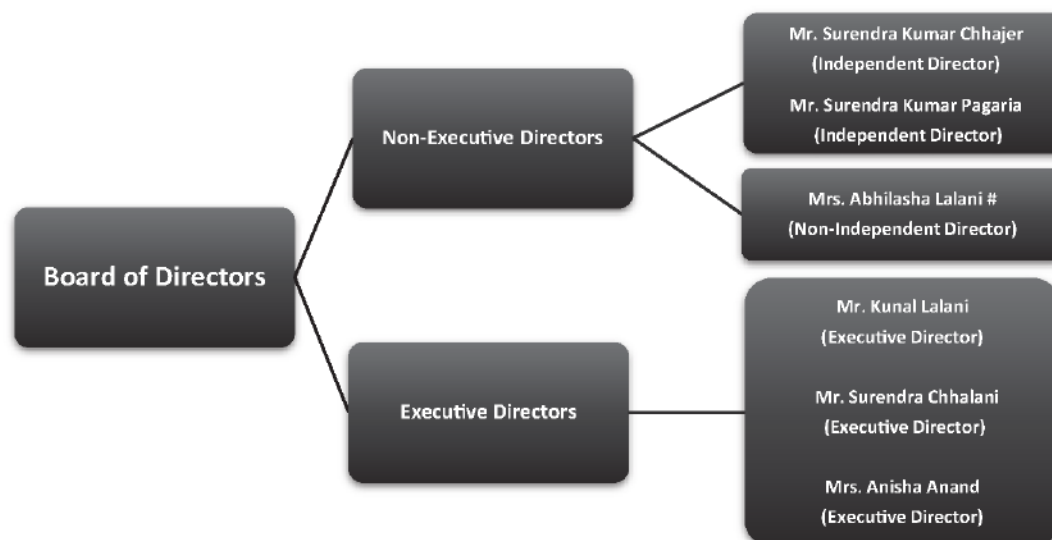 Board of Directors
Non-Executive Directors
Mr. Surendra Kumar Chhajer
(Independent Director)
Mr. Surendra Kumar Pagaria
(Independent Director)
Mrs. Abhilasha Lalani #
(Non-Independent Director)
Executive Directors
Mr. Kunal Lalani
(Executive Director)
Mr. Surendra Chhalani
(Executive Director)
Mrs. Anisha Anand
(Executive Director)